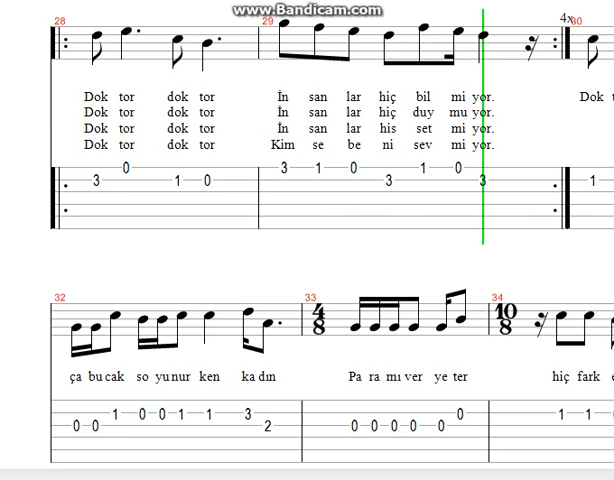 www.Bandicam.com
28 29 4x 30
Dok tor dok tor İn san lar hiç bil mi yor. Dok t
Dok tor dok tor İn san lar hiç duy mu yor.
Dok tor dok tor İn san lar his set mi yor.
Dok tor dok tor Kim se be ni sev mi yor.
0 3 1 0 1 0
3 1 0 3 3 1
32 33 34
4 8 10 8
ça bu cak so yu nur ken ka dın Pa ra mı ver ye ter hiç fark e
1 0 0 1 1 3 0 1 1
0 0 2 0 0 0 0 0